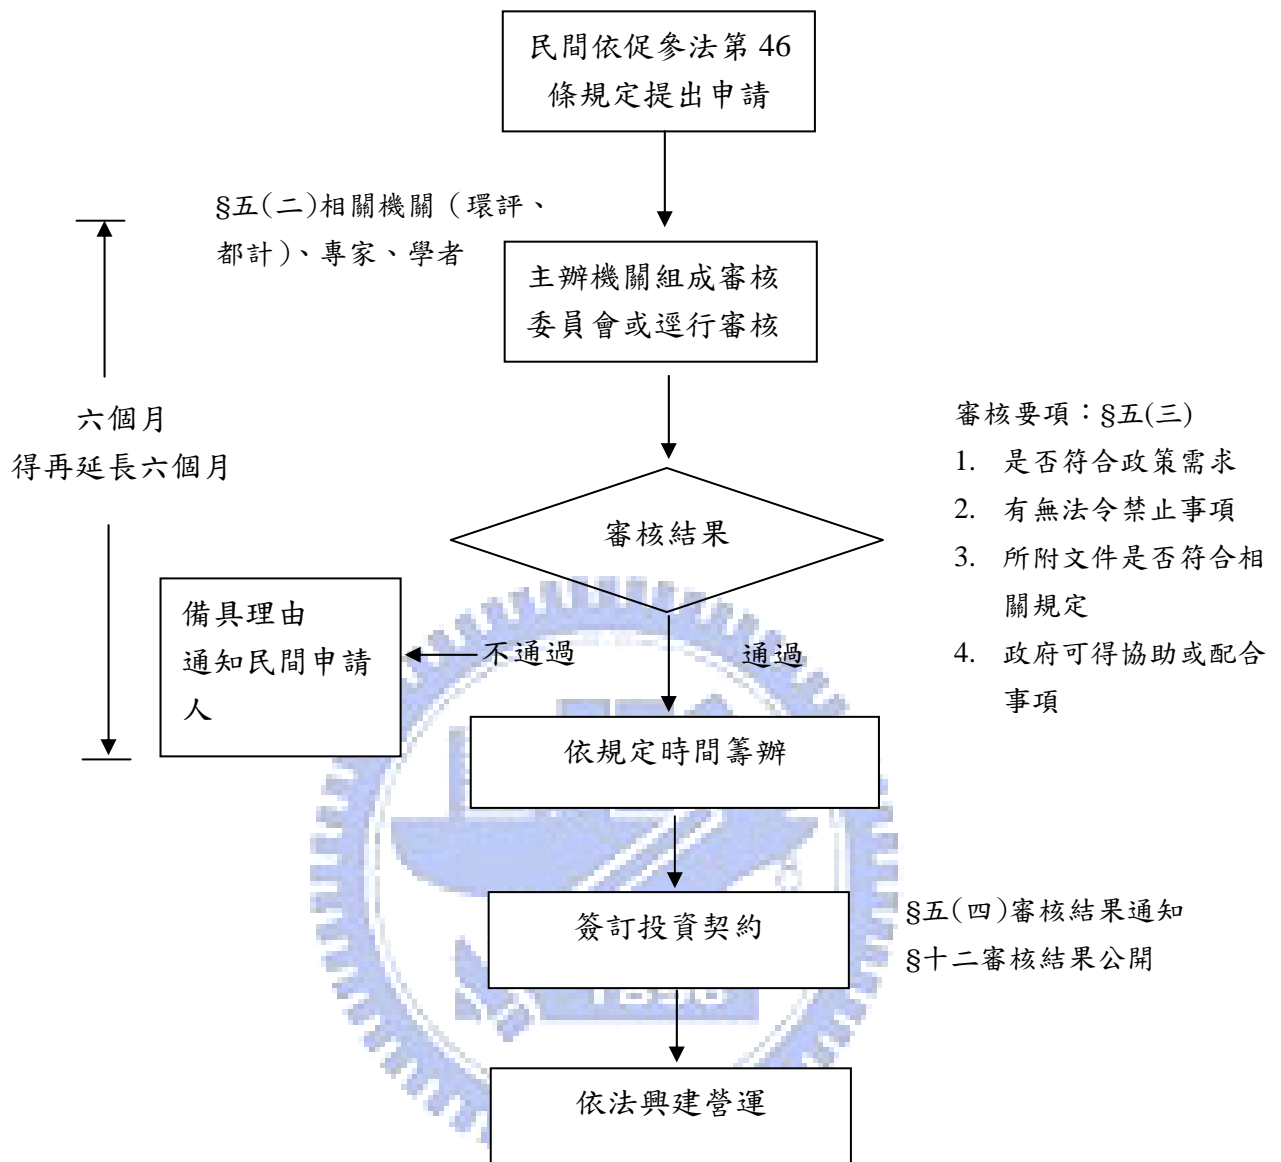 民間依促參法第 46
條規定提出申請
§五(二)相關機關（環評、
都計）、專家、學者
主辦機關組成審核
委員會或逕行審核
六個月
得再延長六個月
審核要項：§五(三)
1. 是否符合政策需求
2. 有無法令禁止事項
3. 所附文件是否符合相
關規定
4. 政府可得協助或配合
事項
審核結果
備具理由
通知民間申請
人
不通過
通過
依規定時間籌辦
簽訂投資契約
§五(四)審核結果通知
§十二審核結果公開
1896
依法興建營運